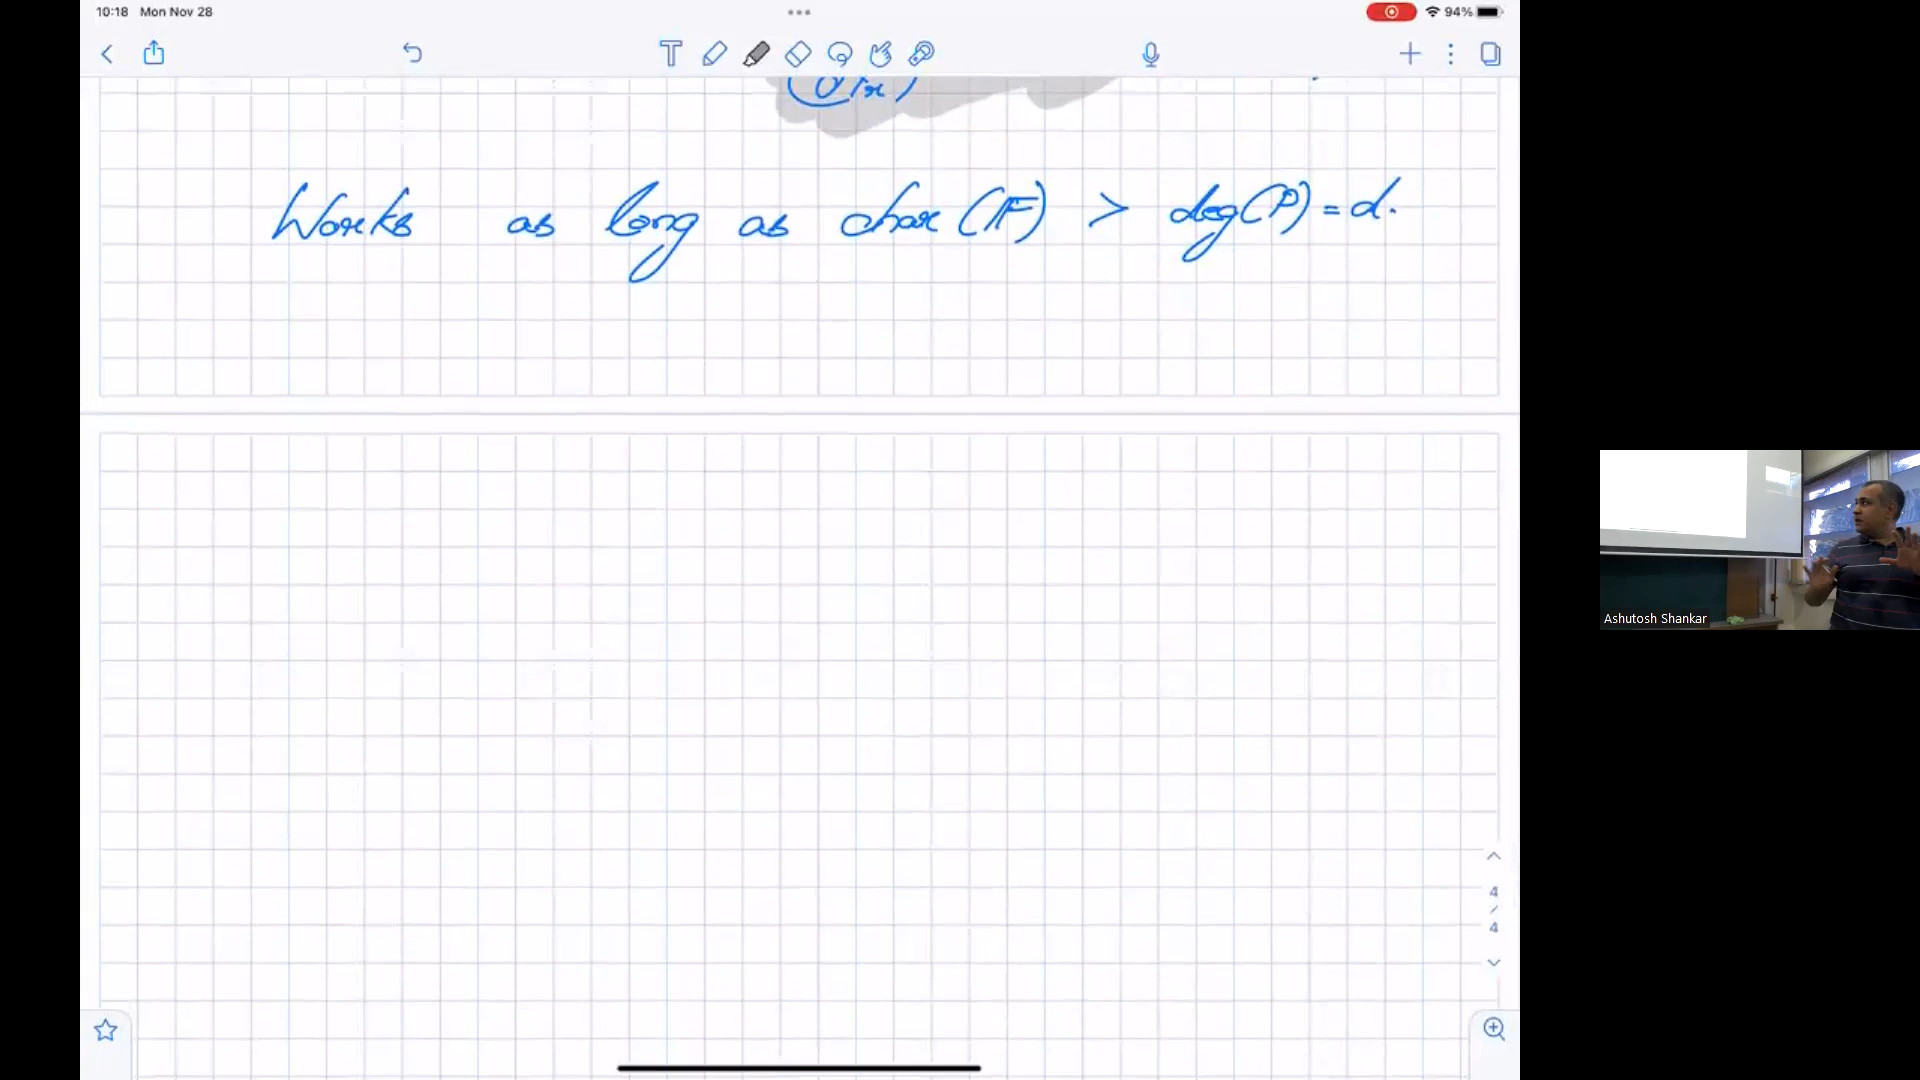 10:18 Mon Nov 28
94%
Works as long as char (F) > deg(P) = d.
4
/
4
Ashutosh Shankar